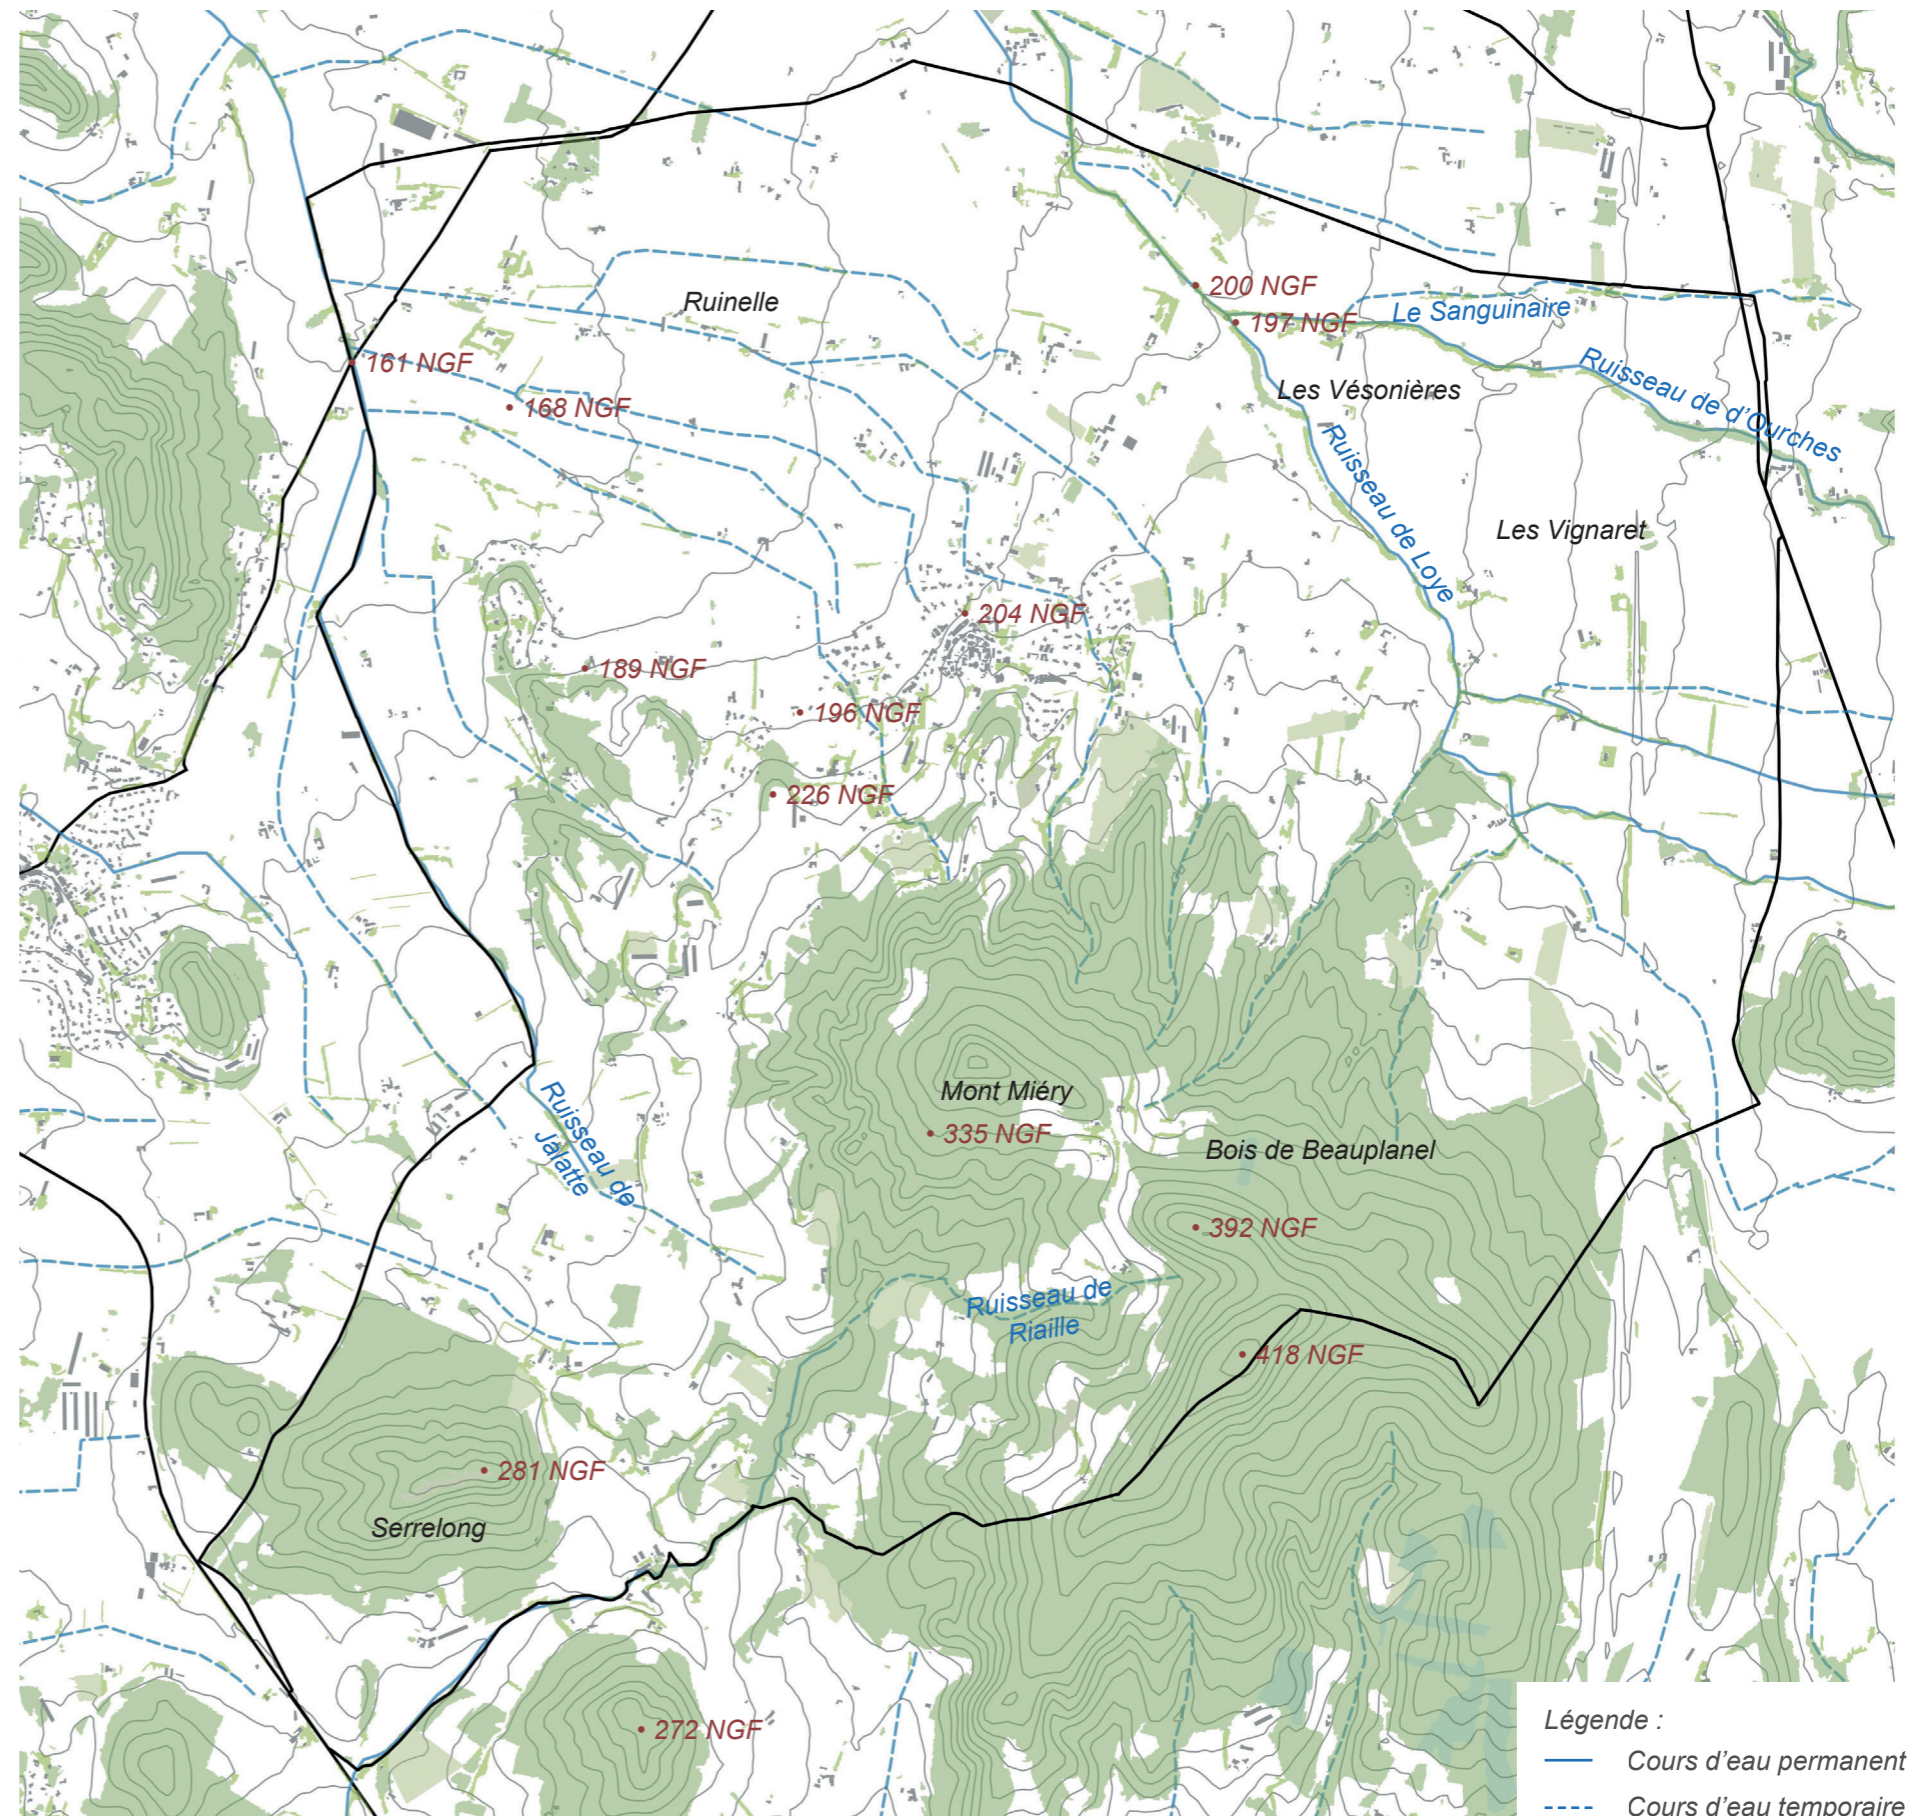 200 NGF
Ruinelle
Le Sanguinaire
197 NGF
161 NGF
Ruisseau de d'Ourches
Les Vésonières
168 NGF
Ruisseau de Loye
Les Vignaret
204 NGF
189 NGF
196 NGF
226 NGF
Mont Miéry
335 NGF
Ruisseau de
Jalatte
Bois de Beauplanel
392 NGF
Ruisseau de
Riaille
418 NGF
281 NGF
Serrelong
272 NGF
Légende :
Cours d'eau permanent
Cours d'eau temporaire